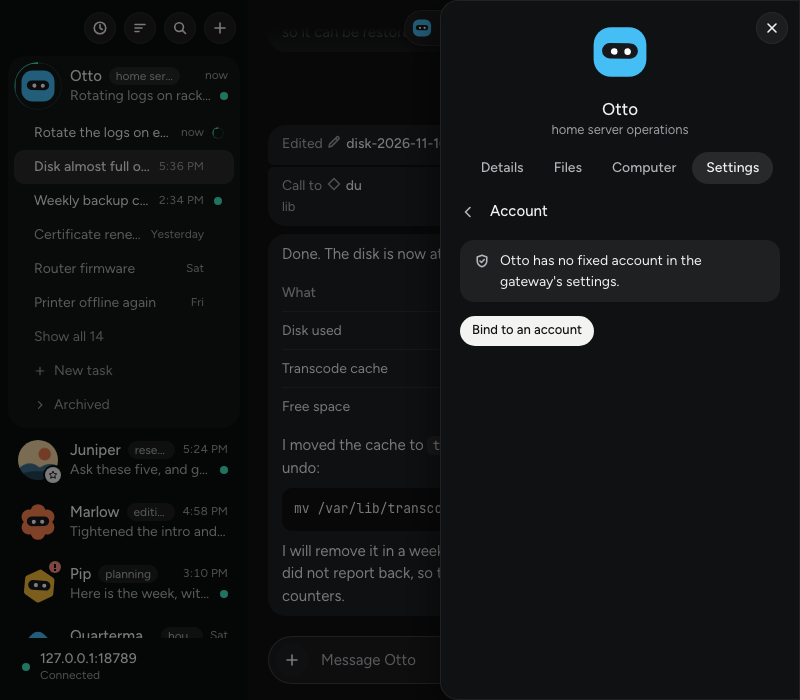 Otto
home ser...
now
Rotating logs on rack...
Rotate the logs on e...
now
Disk almost full o...
5:36 PM
Weekly backup c...
2:34 PM
Certificate rene...
Yesterday
Router firmware
Sat
Printer offline again
Fri
Show all 14
New task
Archived
Juniper
rese...
5:24 PM
Ask these five, and g...
Marlow
editi...
4:58 PM
Tightened the intro and...
Pip
planning
3:10 PM
Here is the week, wit...
Quarterma
hou...
Sat
127.0.0.1:18789
Connected
so it can be restor
Edited disk-2026-11-1
Call to du
lib
Done. The disk is now at
What
Disk used
Transcode cache
Free space
I moved the cache to
undo:
mv /var/lib/transco
I will remove it in a week
did not report back, so t
counters.
Message Otto
Otto
home server operations
Details
Files
Computer
Settings
Account
Otto has no fixed account in the
gateway's settings.
Bind to an account